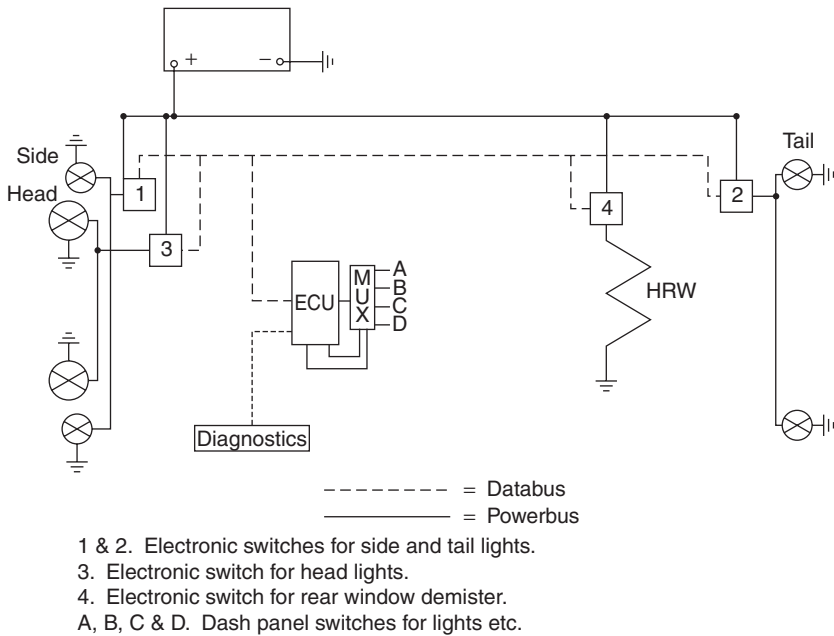 + −
Side
Head
Tail
1
2
3
4
ECU
MUX
A
B
C
D
HRW
Diagnostics
= Databus
= Powerbus
1 & 2. Electronic switches for side and tail lights.
3. Electronic switch for head lights.
4. Electronic switch for rear window demister.
A, B, C & D. Dash panel switches for lights etc.